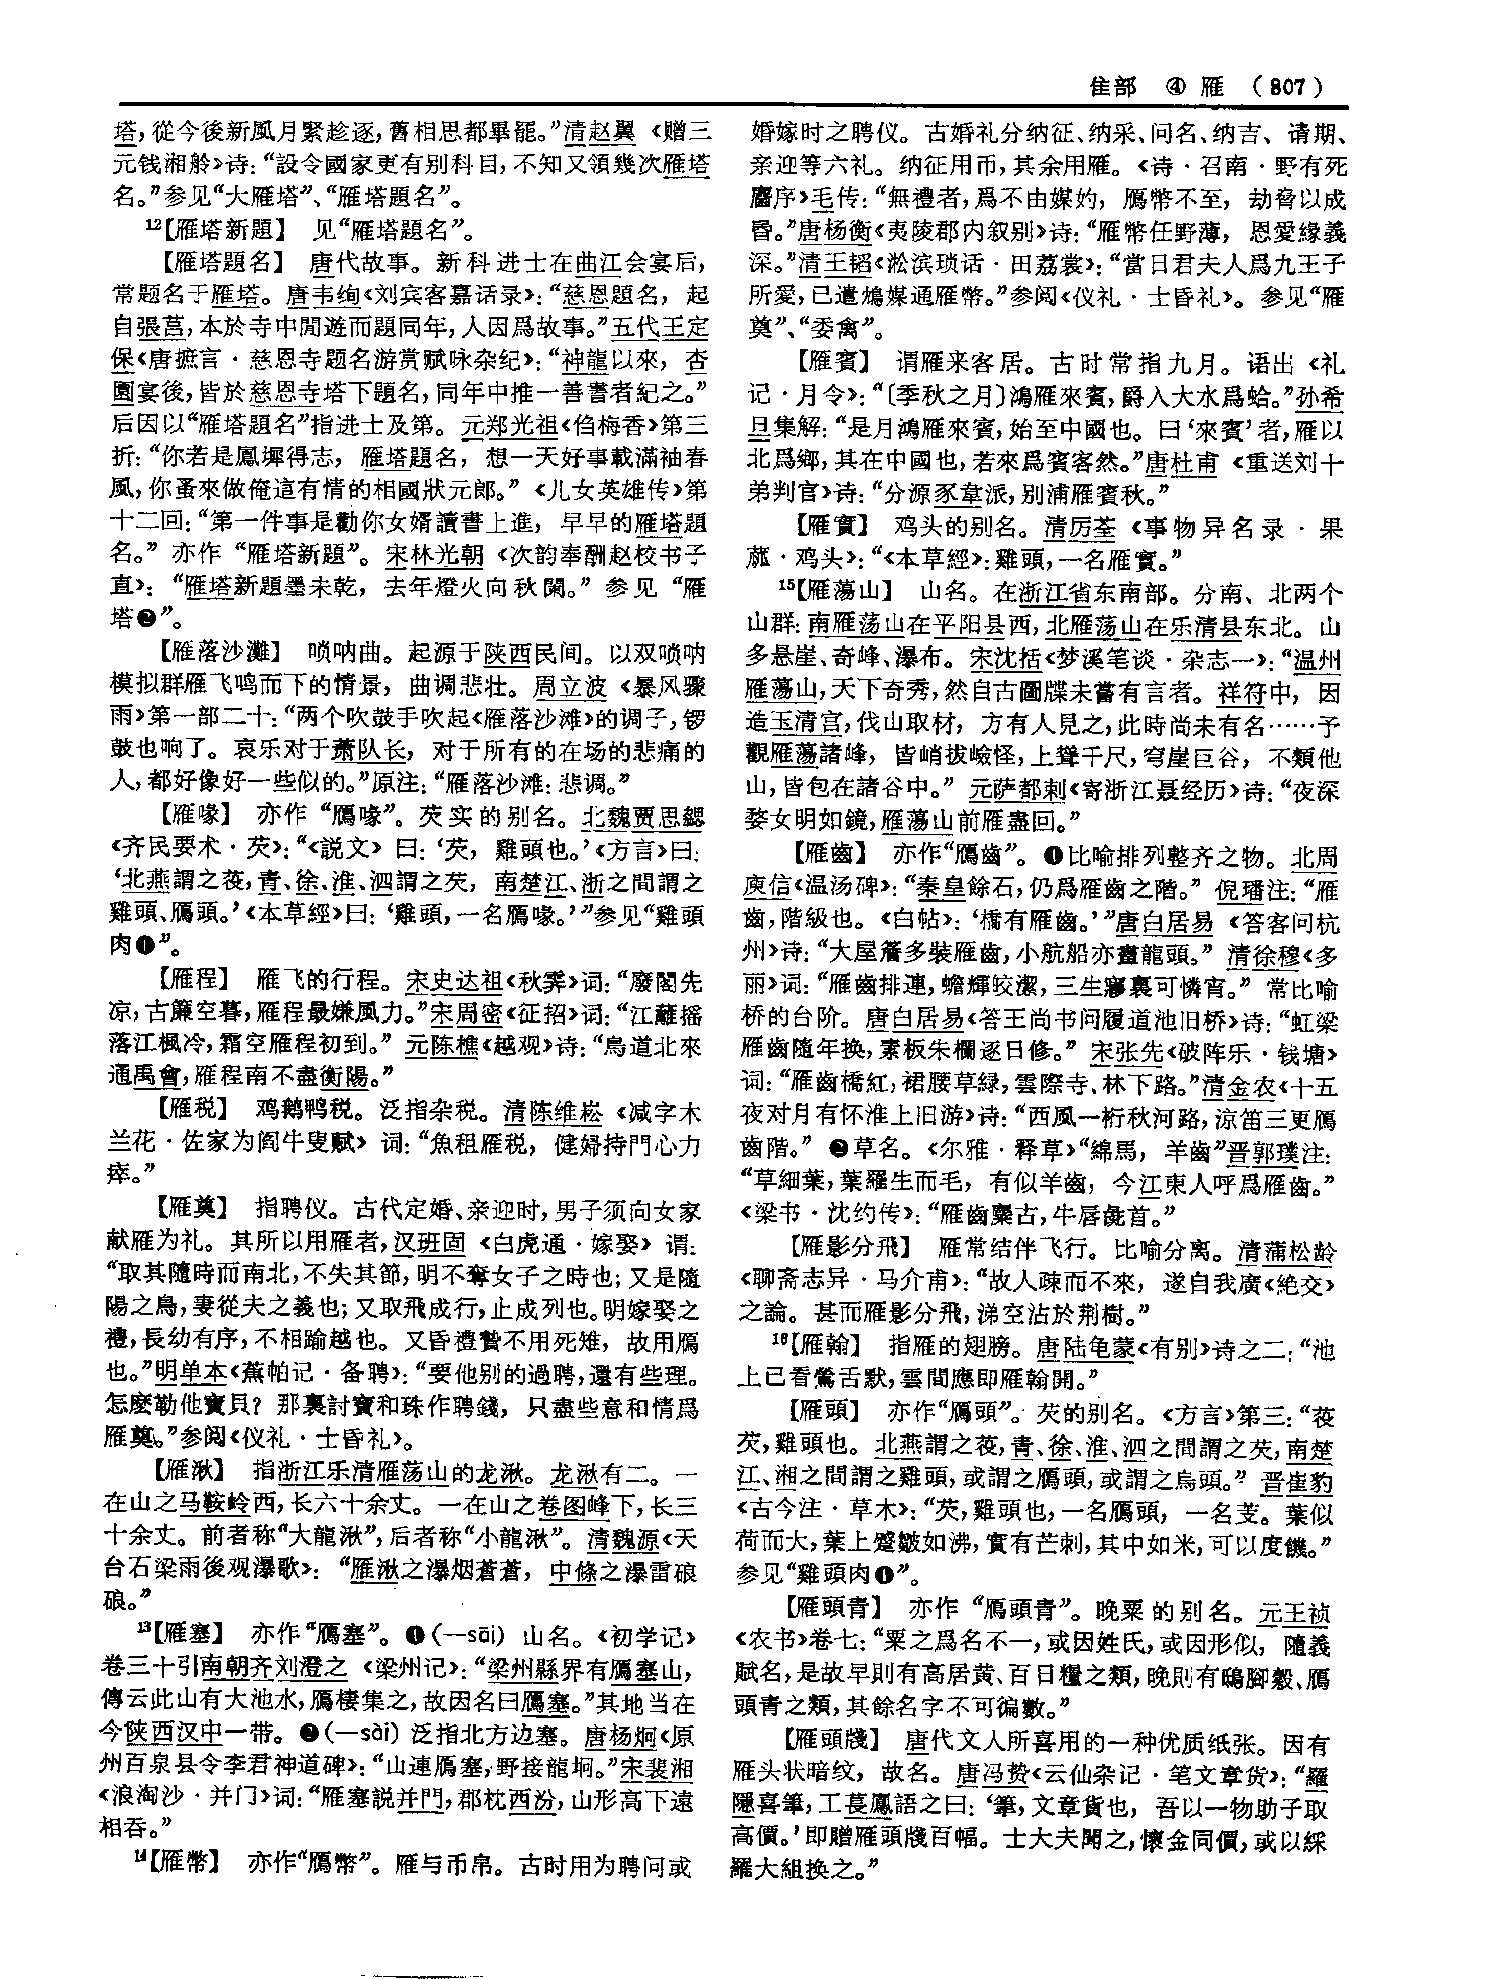 隹部 ④ 雁 （807）
塔，從今後新風月緊趁逐，舊相思都畢罷。”清赵翼《赠三
元钱湘舲》诗：“設令國家更有别科目，不知又領幾次雁塔
名。”参见“大雁塔”、“雁塔題名”。
12【雁塔新題】 见“雁塔題名”。
【雁塔題名】 唐代故事。新科进士在曲江会宴后，
常题名于雁塔。唐韦绚《刘宾客嘉话录》：“慈恩題名，起
自張莒，本於寺中閒遊而題同年，人因爲故事。”五代王定
保《唐摭言·慈恩寺题名游赏赋咏杂纪》：“神龍以來，杏
園宴後，皆於慈恩寺塔下題名，同年中推一善書者紀之。”
后因以“雁塔題名”指进士及第。元郑光祖《㑇梅香》第三
折：“你若是鳳墀得志，雁塔題名，想一天好事載滿袖春
風，你蚤來做俺這有情的相國狀元郎。”《儿女英雄传》第
十二回：“第一件事是勸你女婿讀書上進，早早的雁塔題
名。”亦作“雁塔新題”。宋林光朝《次韵奉酬赵校书子
直》：“雁塔新題墨未乾，去年燈火向秋闌。”参见“雁
塔❷”。
【雁落沙灘】 唢呐曲。起源于陕西民间。以双唢呐
模拟群雁飞鸣而下的情景，曲调悲壮。周立波《暴风骤
雨》第一部二十：“两个吹鼓手吹起《雁落沙滩》的调子，锣
鼓也响了。哀乐对于萧队长，对于所有的在场的悲痛的
人，都好像好一些似的。”原注：“雁落沙滩：悲调。”
【雁喙】 亦作“鴈喙”。芡实的别名。北魏贾思勰
《齐民要术·芡》：“《説文》曰：‘芡，雞頭也。’《方言》曰：
‘北燕謂之䓈，青、徐、淮、泗謂之芡，南楚江、浙之間謂之
雞頭、鴈頭。’《本草經》曰：‘雞頭，一名鴈喙。’”参见“雞頭
肉❶”。
【雁程】 雁飞的行程。宋史达祖《秋霁》词：“廢閣先
凉，古簾空暮，雁程最嫌風力。”宋周密《征招》词：“江蘺摇
落江楓冷，霜空雁程初到。”元陈樵《越观》诗：“鳥道北來
通禹會，雁程南不盡衡陽。”
【雁税】 鸡鹅鸭税。泛指杂税。清陈维崧《减字木
兰花·佐家为阎牛叟赋》词：“魚租雁税，健婦持門心力
瘁。”
【雁奠】 指聘仪。古代定婚、亲迎时，男子须向女家
献雁为礼。其所以用雁者，汉班固《白虎通·嫁娶》谓：
“取其隨時而南北，不失其節，明不奪女子之時也；又是隨
陽之鳥，妻從夫之義也；又取飛成行，止成列也。明嫁娶之
禮，長幼有序，不相踰越也。又昏禮贄不用死雉，故用鴈
也。”明单本《蕉帕记·备聘》：“要他别的過聘，還有些理。
怎麽勒他寶貝？那裏討寶和珠作聘錢，只盡些意和情爲
雁奠。”参阅《仪礼·士昏礼》。
【雁湫】 指浙江乐清雁荡山的龙湫。龙湫有二。一
在山之马鞍岭西，长六十余丈。一在山之卷图峰下，长三
十余丈。前者称“大龍湫”，后者称“小龍湫”。清魏源《天
台石梁雨後观瀑歌》：“雁湫之瀑烟蒼蒼，中條之瀑雷硠
硠。”
13【雁塞】 亦作“鴈塞”。❶（—sāi）山名。《初学记》
卷三十引南朝齐刘澄之《梁州记》：“梁州縣界有鴈塞山，
傳云此山有大池水，鴈棲集之，故因名曰鴈塞。”其地当在
今陕西汉中一带。❷（—sài）泛指北方边塞。唐杨炯《原
州百泉县令李君神道碑》：“山連鴈塞，野接龍坰。”宋裴湘
《浪淘沙·并门》词：“雁塞説并門，郡枕西汾，山形高下遠
相吞。”
14【雁幣】 亦作“鴈幣”。雁与币帛。古时用为聘问或
婚嫁时之聘仪。古婚礼分纳征、纳采、问名、纳吉、请期、
亲迎等六礼。纳征用币，其余用雁。《诗·召南·野有死
麕序》毛传：“無禮者，爲不由媒妁，鴈幣不至，劫脅以成
昏。”唐杨衡《夷陵郡内叙别》诗：“雁幣任野薄，恩愛緣義
深。”清王韬《淞滨琐话·田荔裳》：“當日君夫人爲九王子
所愛，已遣鴆媒通雁幣。”参阅《仪礼·士昏礼》。参见“雁
奠”、“委禽”。
【雁賓】 谓雁来客居。古时常指九月。语出《礼
记·月令》：“〔季秋之月〕鴻雁來賓，爵入大水爲蛤。”孙希
旦集解：“是月鴻雁來賓，始至中國也。曰‘來賓’者，雁以
北爲鄉，其在中國也，若來爲賓客然。”唐杜甫《重送刘十
弟判官》诗：“分源豕韋派，别浦雁賓秋。”
【雁實】 鸡头的别名。清厉荃《事物异名录·果
蓏·鸡头》：“《本草經》：雞頭，一名雁實。”
15【雁蕩山】 山名。在浙江省东南部。分南、北两个
山群：南雁荡山在平阳县西，北雁荡山在乐清县东北。山
多悬崖、奇峰、瀑布。宋沈括《梦溪笔谈·杂志一》：“温州
雁蕩山，天下奇秀，然自古圖牒未嘗有言者。祥符中，因
造玉清宫，伐山取材，方有人見之，此時尚未有名……予
觀雁蕩諸峰，皆峭拔嶮怪，上聳千尺，穹崖巨谷，不類他
山，皆包在諸谷中。”元萨都剌《寄浙江聂经历》诗：“夜深
婺女明如鏡，雁蕩山前雁盡回。”
【雁齒】 亦作“鴈齒”。❶比喻排列整齐之物。北周
庾信《温汤碑》：“秦皇餘石，仍爲雁齒之階。”倪璠注：“雁
齒，階級也。《白帖》：‘橋有雁齒。’”唐白居易《答客问杭
州》诗：“大屋簷多裝雁齒，小航船亦畫龍頭。”清徐穆《多
丽》词：“雁齒排連，蟾輝皎潔，三生寤裏可憐宵。”常比喻
桥的台阶。唐白居易《答王尚书问履道池旧桥》诗：“虹梁
雁齒隨年换，素板朱欄逐日修。”宋张先《破阵乐·钱塘》
词：“雁齒橋紅，裙腰草緑，雲際寺、林下路。”清金农《十五
夜对月有怀淮上旧游》诗：“西風一桁秋河路，涼笛三更鴈
齒階。”❷草名。《尔雅·释草》“綿馬，羊齒”晋郭璞注：
“草細葉，葉羅生而毛，有似羊齒，今江東人呼爲雁齒。”
《梁书·沈约传》：“雁齒麋舌，牛唇彘首。”
【雁影分飛】 雁常结伴飞行。比喻分离。清蒲松龄
《聊斋志异·马介甫》：“故人疎而不來，遂自我廣《絶交》
之論。甚而雁影分飛，涕空沾於荆樹。”
16【雁翰】 指雁的翅膀。唐陆龟蒙《有别》诗之二：“池
上已看鶯舌默，雲間應即雁翰開。”
【雁頭】 亦作“鴈頭”。芡的别名。《方言》第三：“䓈
芡，雞頭也。北燕謂之䓈，青、徐、淮、泗之間謂之芡，南楚
江、湘之間謂之雞頭，或謂之鴈頭，或謂之烏頭。”晋崔豹
《古今注·草木》：“芡，雞頭也，一名鴈頭，一名芰。葉似
荷而大，葉上蹙皺如沸，實有芒刺，其中如米，可以度饑。”
参见“雞頭肉❶”。
【雁頭青】 亦作“鴈頭青”。晚粟的别名。元王祯
《农书》卷七：“粟之爲名不一，或因姓氏，或因形似，隨義
賦名，是故早則有高居黄、百日糧之類，晚則有鴟脚穀、鴈
頭青之類，其餘名字不可徧數。”
【雁頭牋】 唐代文人所喜用的一种优质纸张。因有
雁头状暗纹，故名。唐冯贽《云仙杂记·笔文章货》：“羅
隱喜筆，工萇鳳語之曰：‘筆，文章貨也，吾以一物助子取
高價。’即贈雁頭牋百幅。士大夫聞之，懷金同價，或以綵
羅大組换之。”